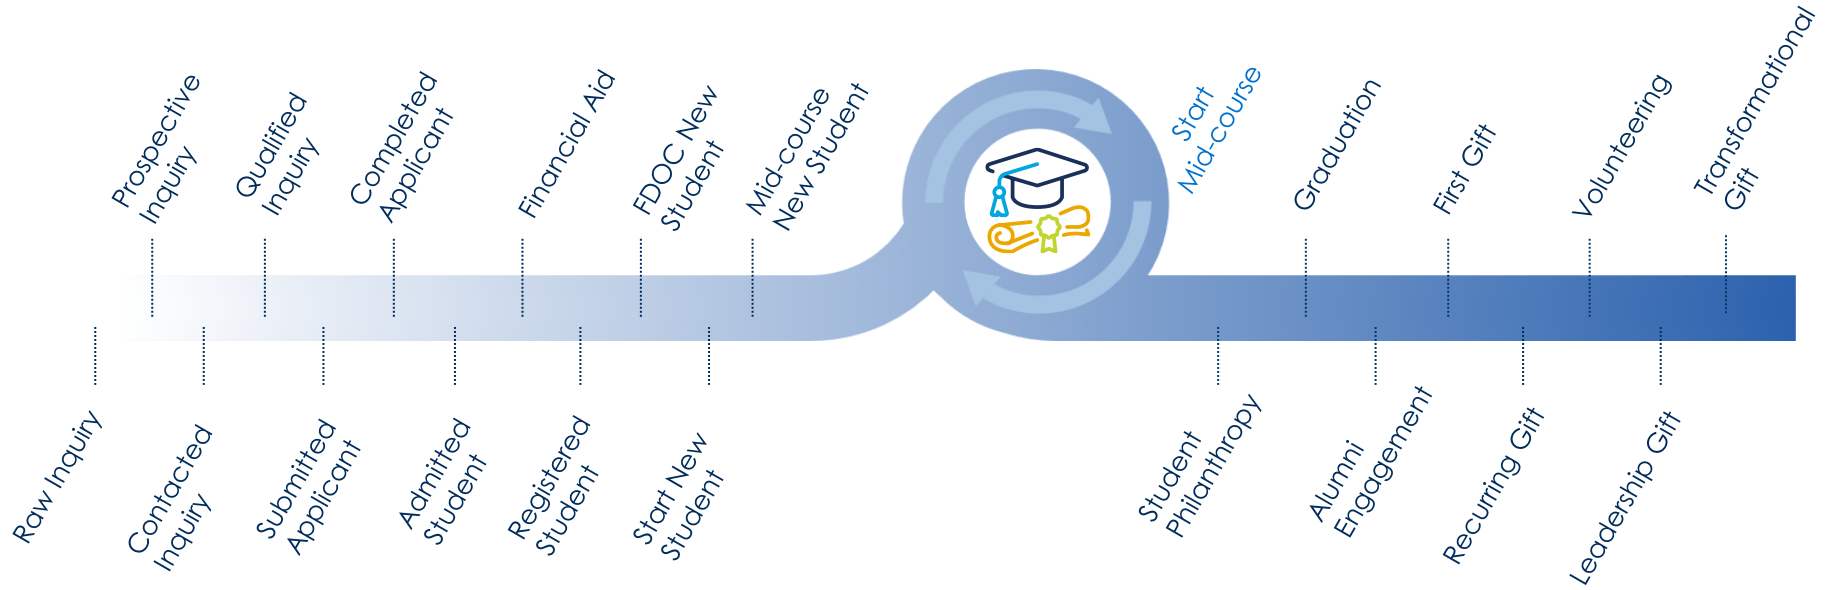 Prospective
Inquiry
Qualified
Inquiry
Completed
Applicant
Financial Aid
FDOC New
Student
Mid-course
New Student
Start
Mid-course
Graduation
First Gift
Volunteering
Transformational
Gift
Raw Inquiry
Contacted
Inquiry
Submitted
Applicant
Admitted
Student
Registered
Student
Start New
Student
Student
Philanthropy
Alumni
Engagement
Recurring Gift
Leadership Gift